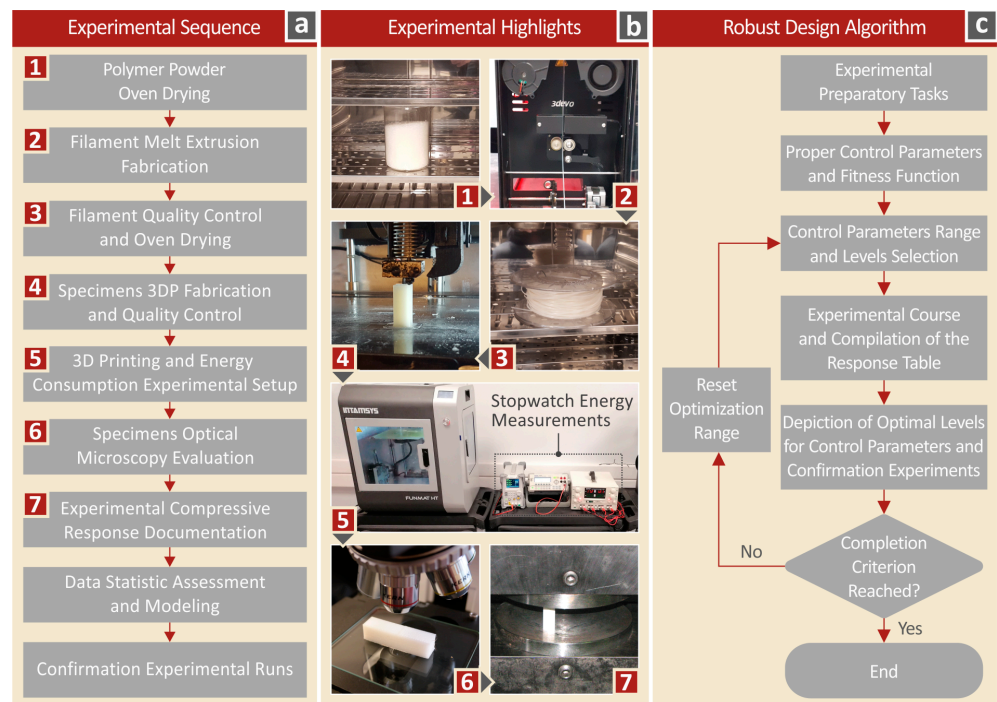 Experimental Sequence
a
1
Polymer Powder
Oven Drying
2
Filament Melt Extrusion
Fabrication
3
Filament Quality Control
and Oven Drying
4
Specimens 3DP Fabrication
and Quality Control
5
3D Printing and Energy
Consumption Experimental Setup
6
Specimens Optical
Microscopy Evaluation
7
Experimental Compressive
Response Documentation
Data Statistic Assessment
and Modeling
Confirmation Experimental Runs
Experimental Highlights
b
3devo
1
2
4
3
INTAMSYS
Stopwatch Energy
Measurements
FUNMAT HT
5
6
7
Robust Design Algorithm
c
Experimental
Preparatory Tasks
Proper Control Parameters
and Fitness Function
Control Parameters Range
and Levels Selection
Experimental Course
and Compilation of the
Response Table
Reset
Optimization
Range
Depiction of Optimal Levels
for Control Parameters and
Confirmation Experiments
No
Completion
Criterion
Reached?
Yes
End